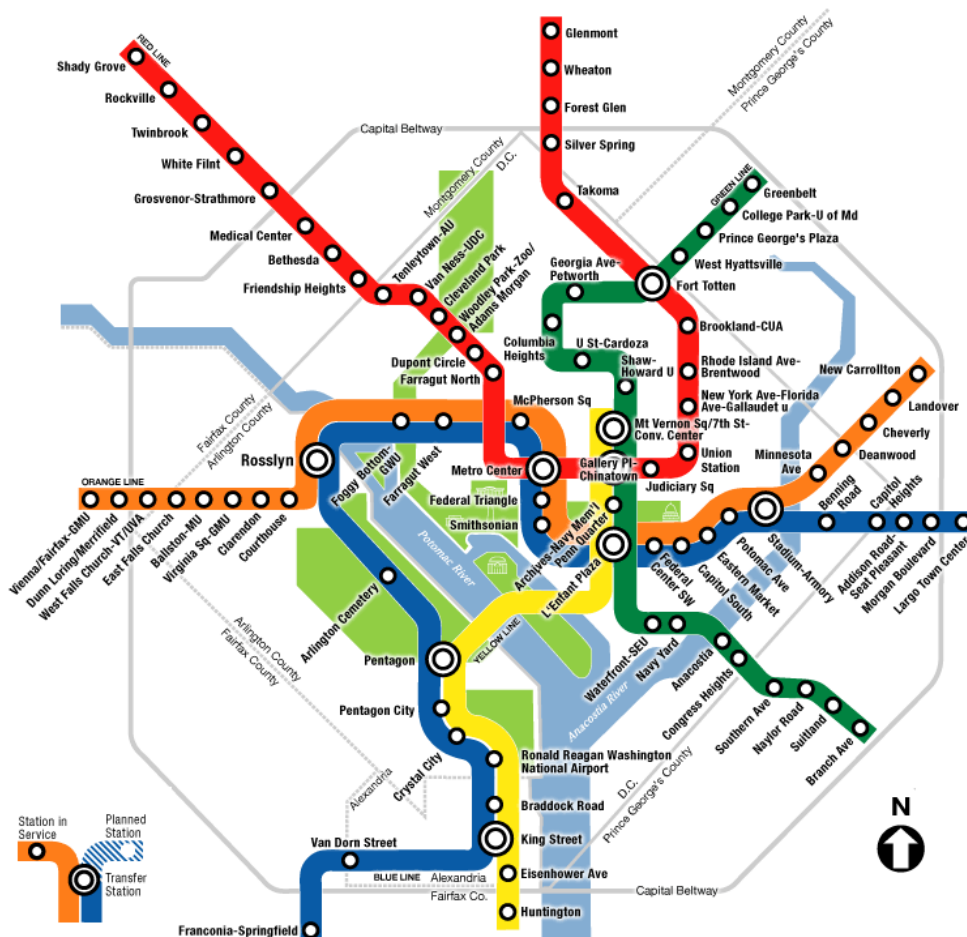 RED LINE
Shady Grove
Rockville
Twinbrook
White Filnt
Grosvenor-Strathmore
Medical Center
Bethesda
Friendship Heights
Tenleytown-AU
Van Ness-UDC
Cleveland Park
Woodley Park-Zoo/
Adams Morgan
Dupont Circle
Farragut North
Glenmont
Wheaton
Forest Glen
Silver Spring
Takoma
Montgomery County
Prince George's County
Capital Beltway
Montgomery County
D.C.
GREEN LINE
Greenbelt
College Park-U of Md
Prince George's Plaza
West Hyattsville
Fort Totten
Georgia Ave-
Petworth
Columbia
Heights
U St-Cardoza
Shaw-
Howard U
Brookland-CUA
Rhode Island Ave-
Brentwood
New York Ave-Florida
Ave-Gallaudet u
Mt Vernon Sq/7th St-
Conv. Center
Union
Station
Gallery Pl-
Chinatown
Judiciary Sq
Metro Center
McPherson Sq
Federal Triangle
Smithsonian
Fairfax County
Arlington County
Rosslyn
ORANGE LINE
Vienna/Fairfax-GMU
Dunn Loring/Merrifield
West Falls Church-VT/UVA
East Falls Church
Ballston-MU
Virginia Sq-GMU
Clarendon
Courthouse
Foggy Bottom-
GWU
Farragut West
Archives-Navy Mem'l
Penn Quarter
L'Enfant Plaza
New Carrollton
Landover
Cheverly
Deanwood
Minnesota
Ave
Benning
Road
Capitol
Heights
Federal
Center SW
Capitol South
Eastern Market
Potomac Ave
Stadium-Armory
Addison Road-
Seat Pleasant
Morgan Boulevard
Largo Town Center
Potomac River
Arlington Cemetery
Arlington County
Fairfax County
Pentagon
YELLOW LINE
Pentagon City
Crystal City
Waterfront-SEU
Navy Yard
Anacostia
Congress Heights
Southern Ave
Naylor Road
Suitland
Branch Ave
Anacostia River
D.C.
Prince George's County
Ronald Reagan Washington
National Airport
Alexandria
Braddock Road
King Street
Van Dorn Street
BLUE LINE
Alexandria
Fairfax Co.
Eisenhower Ave
Huntington
Franconia-Springfield
Capital Beltway
N
Station in
Service
Planned
Station
Transfer
Station